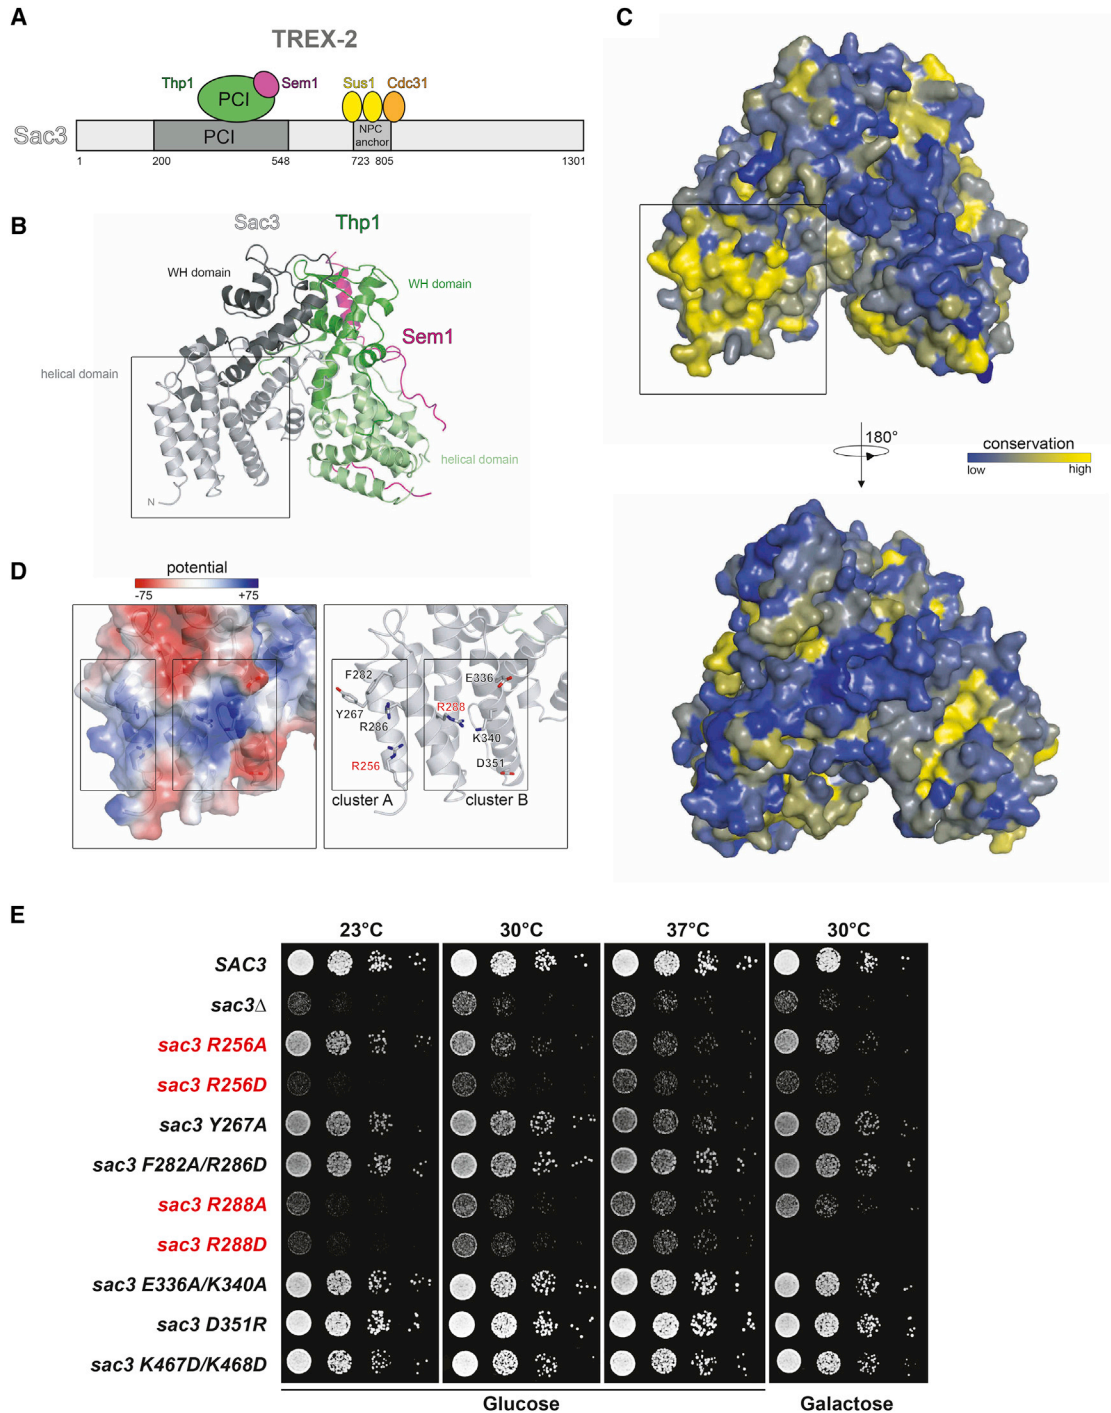 A
TREX-2
Thp1
Sem1
Sus1
Cdc31
PCI
Sac3
PCI
NPC
anchor
1
200
548
723
805
1301
B
Sac3
Thp1
WH domain
WH domain
Sem1
helical domain
helical domain
N
C
180°
conservation
low
high
D
potential
-75
+75
F282
Y267
R286
R256
cluster A
E336
R288
K340
D351
cluster B
E
23°C
30°C
37°C
30°C
SAC3
sac3Δ
sac3 R256A
sac3 R256D
sac3 Y267A
sac3 F282A/R286D
sac3 R288A
sac3 R288D
sac3 E336A/K340A
sac3 D351R
sac3 K467D/K468D
Glucose
Galactose